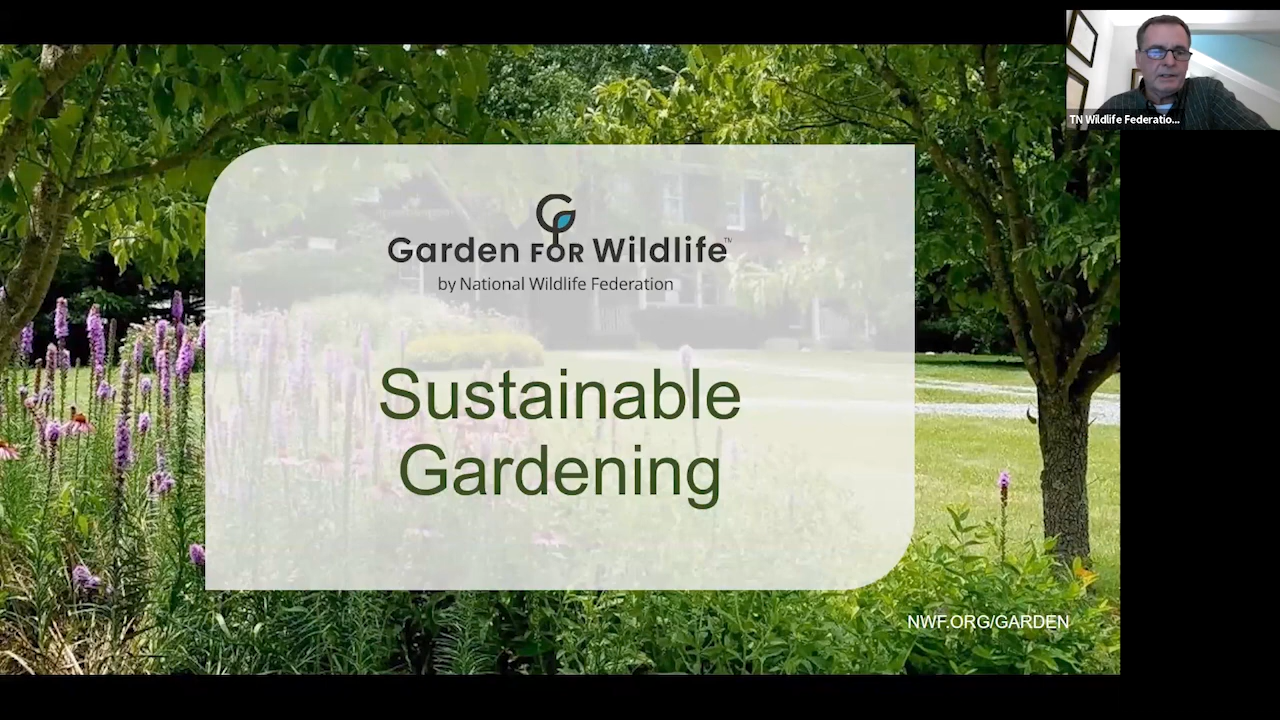 TN Wildlife Federatio...
Garden FOR Wildlife™
by National Wildlife Federation
Sustainable
Gardening
NWF.ORG/GARDEN